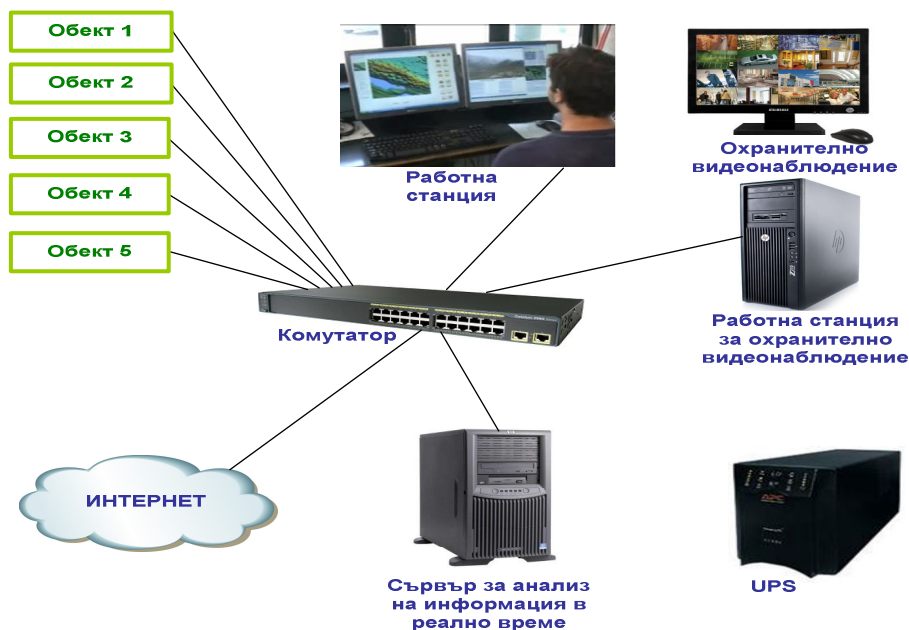 Обект 1
Обект 2
Обект 3
Обект 4
Обект 5
Работна
станция
Охранително
видеонаблюдение
Работна станция
за охранително
видеонаблюдение
Комутатор
ИНТЕРНЕТ
Сървър за анализ
на информация в
реално време
APC
UPS